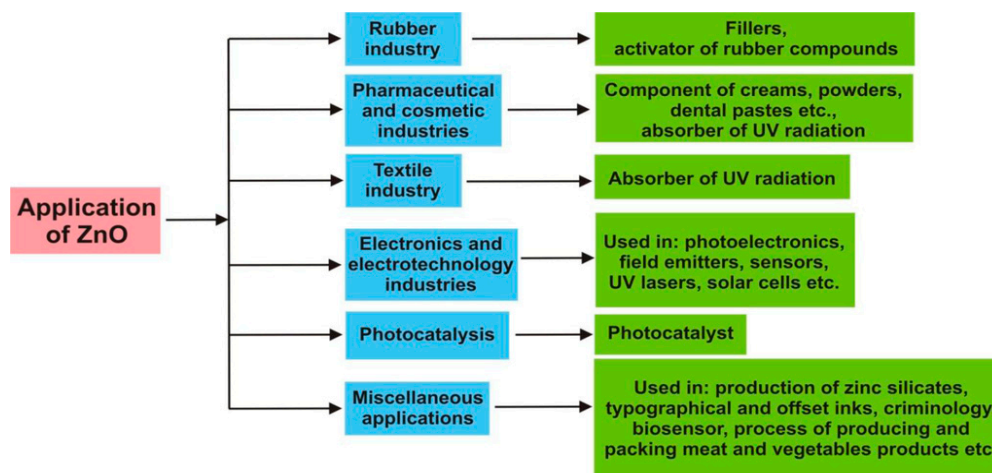 Application
of ZnO
Rubber
industry
Fillers,
activator of rubber compounds
Pharmaceutical
and cosmetic
industries
Component of creams, powders,
dental pastes etc.,
absorber of UV radiation
Textile
industry
Absorber of UV radiation
Electronics and
electrotechnology
industries
Used in: photoelectronics,
field emitters, sensors,
UV lasers, solar cells etc.
Photocatalysis
Photocatalyst
Miscellaneous
applications
Used in: production of zinc silicates,
typographical and offset inks, criminology
biosensor, process of producing and
packing meat and vegetables products etc